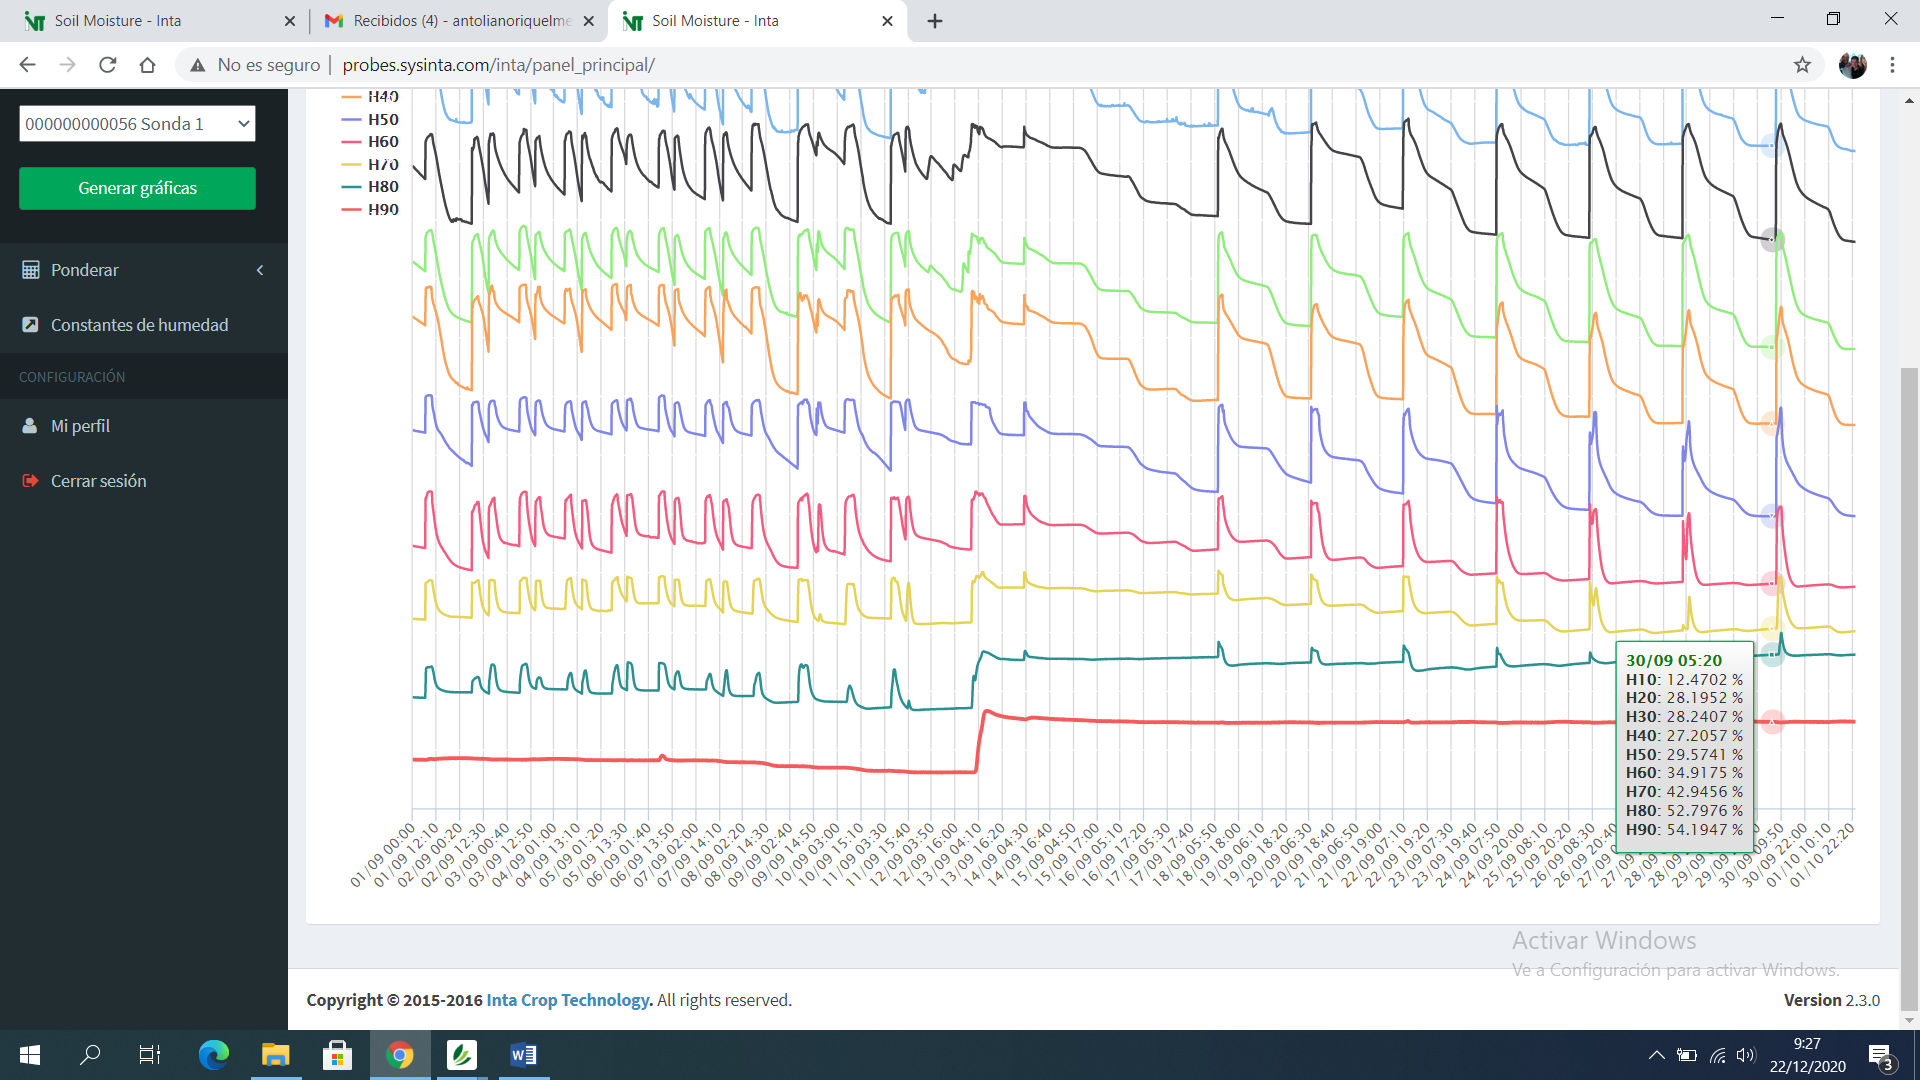 Soil Moisture - Inta
Recibidos (4) - antolianoriquelme
Soil Moisture - Inta
No es seguro
probes.sysinta.com/inta/panel_principal/
000000000056 Sonda 1
Generar gráficas
Ponderar
Constantes de humedad
CONFIGURACIÓN
Mi perfil
Cerrar sesión
H40
H50
H60
H70
H80
H90
30/09 05:20
H10: 12.4702 %
H20: 28.1952 %
H30: 28.2407 %
H40: 27.2057 %
H50: 29.5741 %
H60: 34.9175 %
H70: 42.9456 %
H80: 52.7976 %
H90: 54.1947 %
01/09 00:00
01/09 12:10
02/09 00:20
02/09 12:30
03/09 00:40
03/09 12:50
04/09 01:00
04/09 13:10
05/09 01:20
05/09 13:30
06/09 01:40
06/09 13:50
07/09 02:00
07/09 14:10
08/09 02:20
08/09 14:30
09/09 02:40
09/09 14:50
10/09 03:00
10/09 15:10
11/09 03:30
11/09 15:40
12/09 03:50
12/09 16:00
13/09 04:10
13/09 16:20
14/09 04:30
14/09 16:40
15/09 04:50
15/09 17:00
16/09 05:10
16/09 17:20
17/09 05:30
17/09 17:40
18/09 05:50
18/09 18:00
19/09 06:10
19/09 18:20
20/09 06:30
20/09 18:40
21/09 06:50
21/09 19:00
22/09 07:10
22/09 19:20
23/09 07:30
23/09 19:40
24/09 07:50
24/09 20:00
25/09 08:10
25/09 20:20
26/09 08:30
26/09 20:40
30/09 09:50
30/09 22:00
01/10 10:10
01/10 22:20
Activar Windows
Ve a Configuración para activar Windows.
Copyright © 2015-2016 Inta Crop Technology. All rights reserved.
Version 2.3.0
9:27
22/12/2020
3